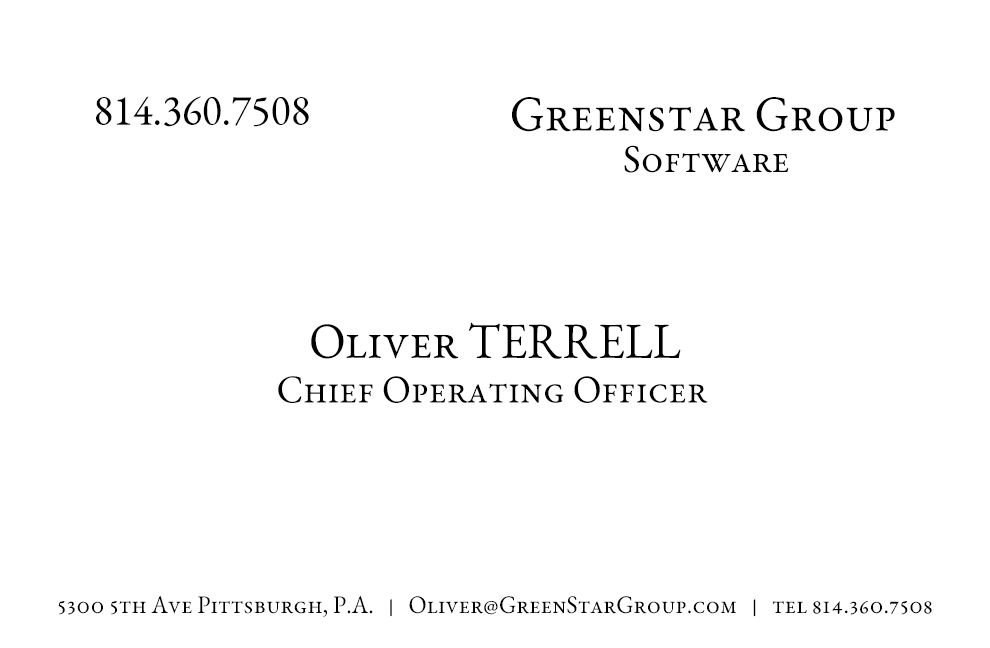 814.360.7508
Greenstar Group
Software
Oliver TERRELL
Chief Operating Officer
5300 5th Ave Pittsburgh, P.A. | Oliver@GreenStarGroup.com | tel 814.360.7508